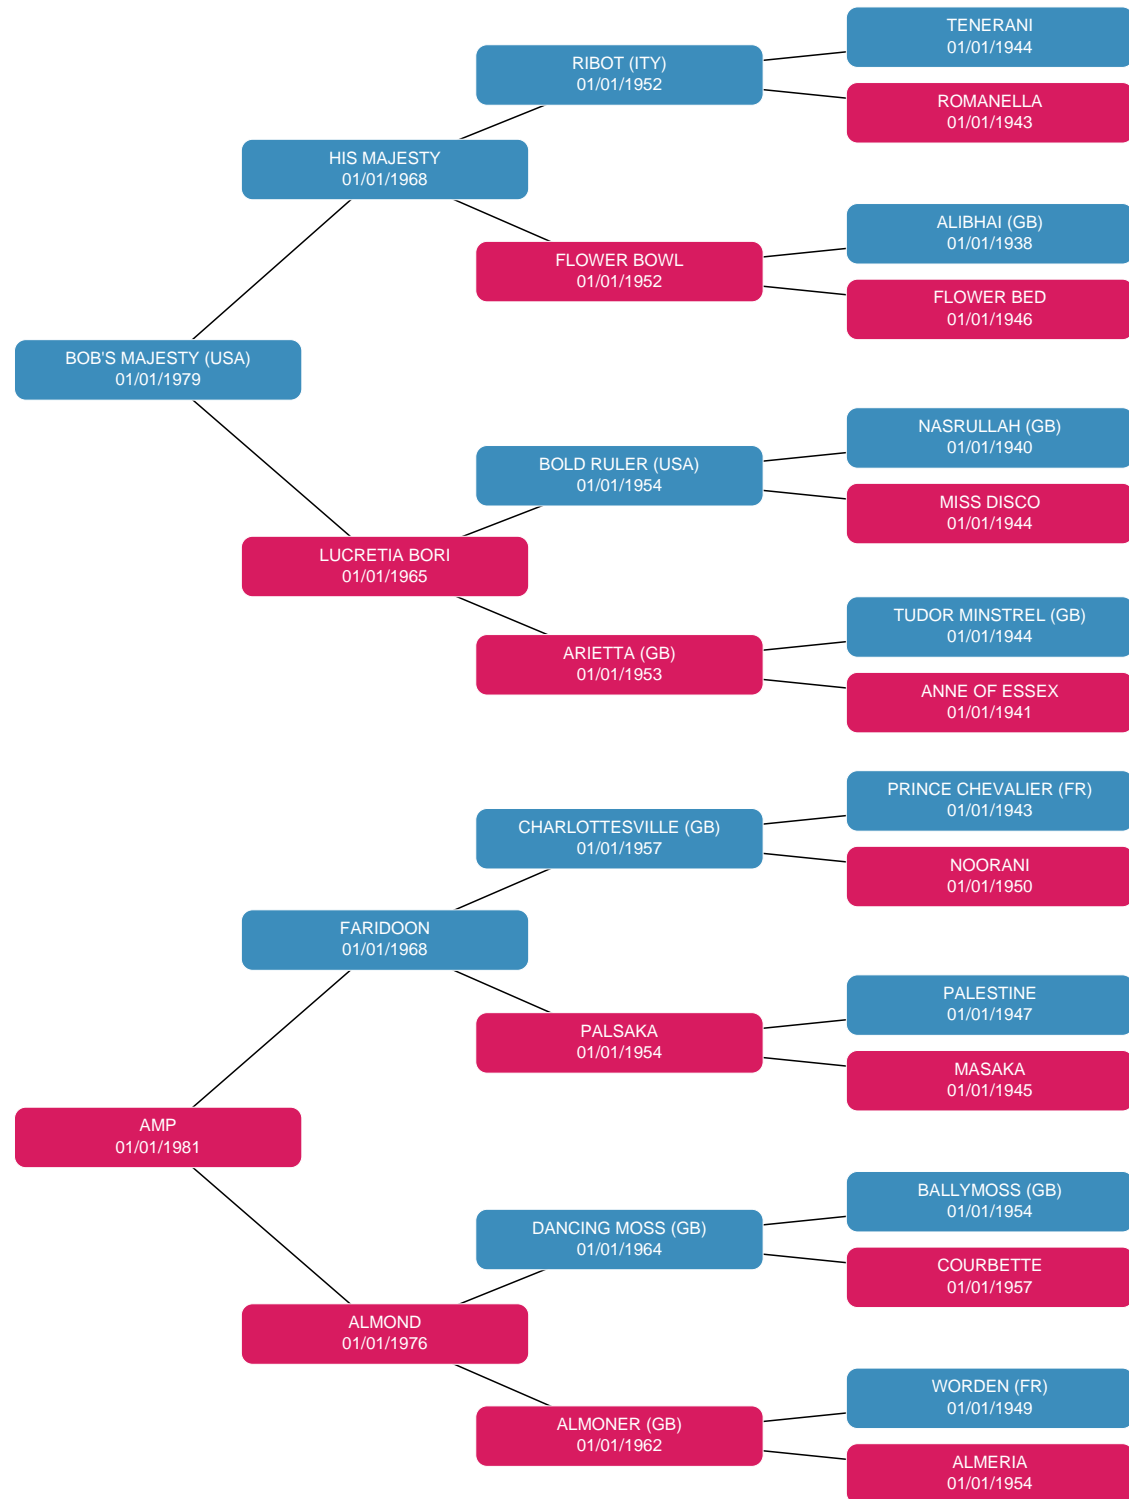 TENERANI
01/01/1944
RIBOT (ITY)
01/01/1952
ROMANELLA
01/01/1943
HIS MAJESTY
01/01/1968
ALIBHAI (GB)
01/01/1938
FLOWER BOWL
01/01/1952
FLOWER BED
01/01/1946
BOB'S MAJESTY (USA)
01/01/1979
NASRULLAH (GB)
01/01/1940
BOLD RULER (USA)
01/01/1954
MISS DISCO
01/01/1944
LUCRETIA BORI
01/01/1965
TUDOR MINSTREL (GB)
01/01/1944
ARIETTA (GB)
01/01/1953
ANNE OF ESSEX
01/01/1941
PRINCE CHEVALIER (FR)
01/01/1943
CHARLOTTESVILLE (GB)
01/01/1957
NOORANI
01/01/1950
FARIDOON
01/01/1968
PALESTINE
01/01/1947
PALSAKA
01/01/1954
MASAKA
01/01/1945
AMP
01/01/1981
BALLYMOSS (GB)
01/01/1954
DANCING MOSS (GB)
01/01/1964
COURBETTE
01/01/1957
ALMOND
01/01/1976
WORDEN (FR)
01/01/1949
ALMONER (GB)
01/01/1962
ALMERIA
01/01/1954